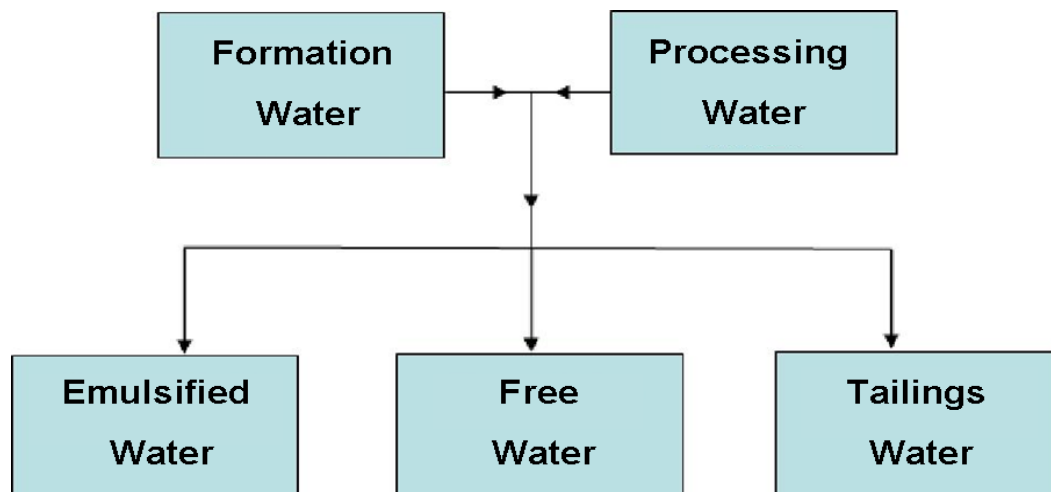 Formation
Water
Processing
Water
Emulsified
Water
Free
Water
Tailings
Water